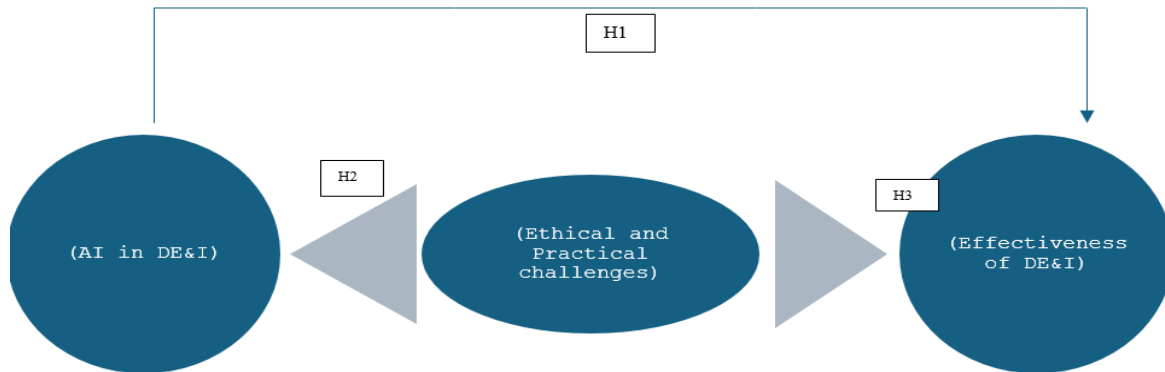 H1
H2
H3
(AI in DE&I)
(Ethical and
Practical
challenges)
(Effectiveness
of DE&I)